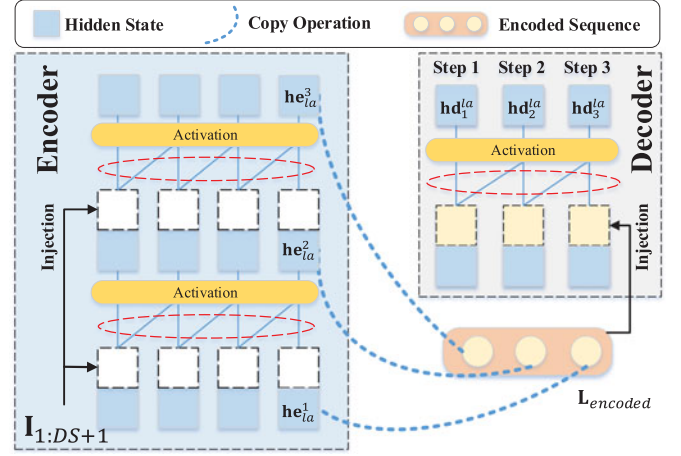 Hidden State
Copy Operation
Encoded Sequence
Encoder
he³ₗₐ
Activation
Injection
he²ₗₐ
Activation
he¹ₗₐ
I₁:DS+1
Step 1 Step 2 Step 3
hd₁ˡᵃ hd₂ˡᵃ hd₃ˡᵃ
Decoder
Activation
Injection
L_encoded